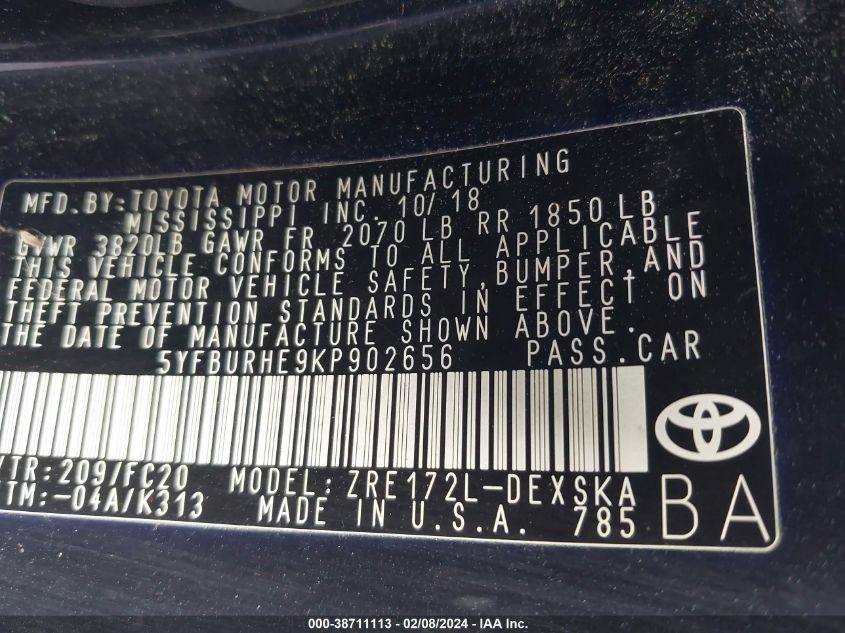 MFD.BY:TOYOTA MOTOR MANUFACTURING
MISSISSIPPI INC. 10/18
GVWR 3820LB GAWR FR 2070 LB RR 1850 LB
THIS VEHICLE CONFORMS TO ALL APPLICABLE
FEDERAL MOTOR VEHICLE SAFETY, BUMPER, AND
THEFT PREVENTION STANDARDS IN EFFECT ON
THE DATE OF MANUFACTURE SHOWN ABOVE.
5YFBURHE9KP902656 PASS.CAR
/TR:209/FC20 MODEL:ZRE172L-DEXSKA
TM:-04A/K313 MADE IN U.S.A. 785
BA
000-38711113 - 02/08/2024 - IAA Inc.